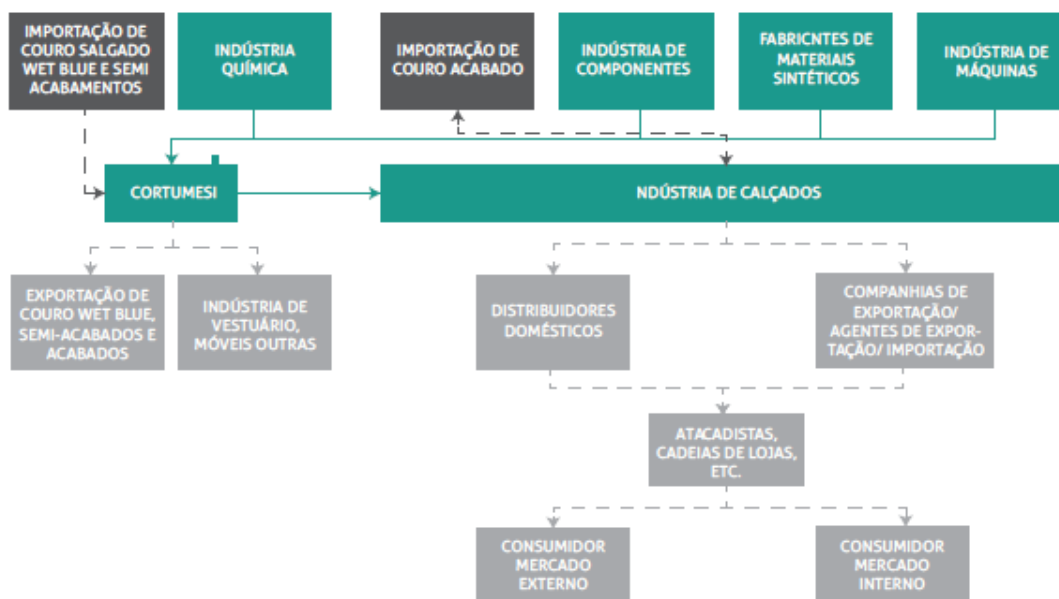 IMPORTAÇÃO DE
COURO SALGADO
WET BLUE E SEMI
ACABAMENTOS
INDÚSTRIA
QUÍMICA
IMPORTAÇÃO DE
COURO ACABADO
INDÚSTRIA DE
COMPONENTES
FABRICNTES DE
MATERIAIS
SINTÉTICOS
INDÚSTRIA DE
MÁQUINAS
CORTUMESI
NDÚSTRIA DE CALÇADOS
EXPORTAÇÃO DE
COURO WET BLUE,
SEMI-ACABADOS E
ACABADOS
INDÚSTRIA DE
VESTUÁRIO,
MÓVEIS OUTRAS
DISTRIBUIDORES
DOMÉSTICOS
COMPANHIAS DE
EXPORTAÇÃO/
AGENTES DE EXPOR-
TAÇÃO/ IMPORTAÇÃO
ATACADISTAS,
CADEIAS DE LOJAS,
ETC.
CONSUMIDOR
MERCADO
EXTERNO
CONSUMIDOR
MERCADO
INTERNO